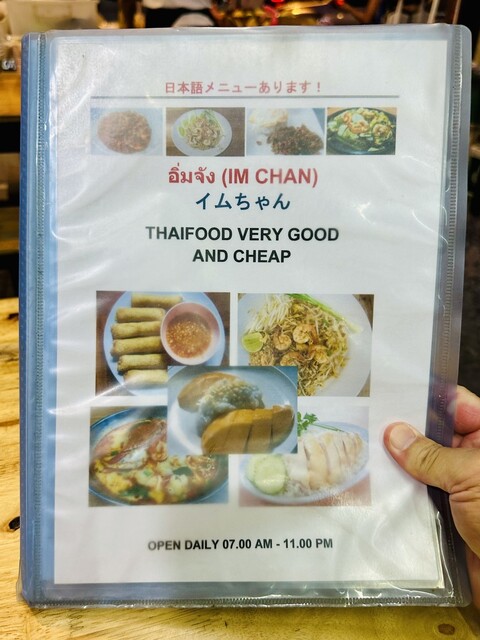 日本語メニューあります！
อิ่มจัง (IM CHAN)
イムちゃん
THAIFOOD VERY GOOD
AND CHEAP
OPEN DAILY 07.00 AM - 11.00 PM